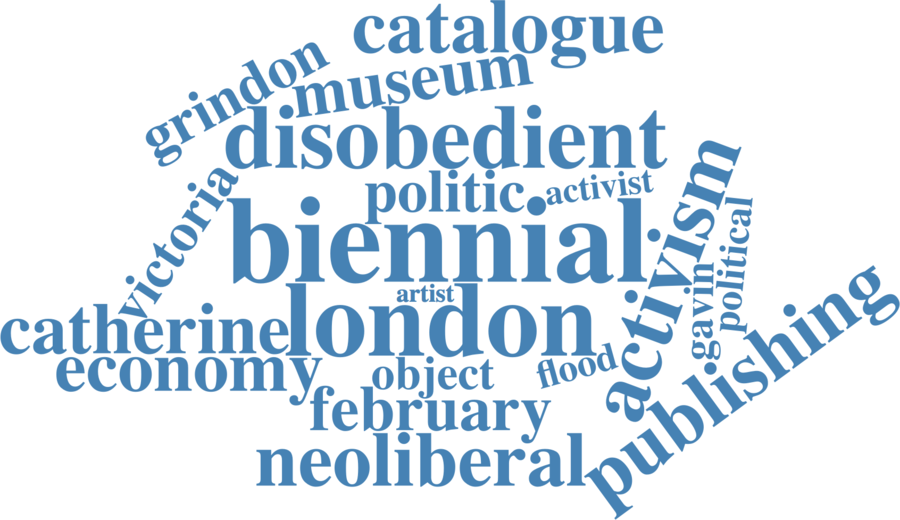 catalogue
grindon
museum
disobedient
politic
activist
victoria
biennial
activism
political
gavin
artist
catherine
london
economy
object
flood
publishing
february
neoliberal